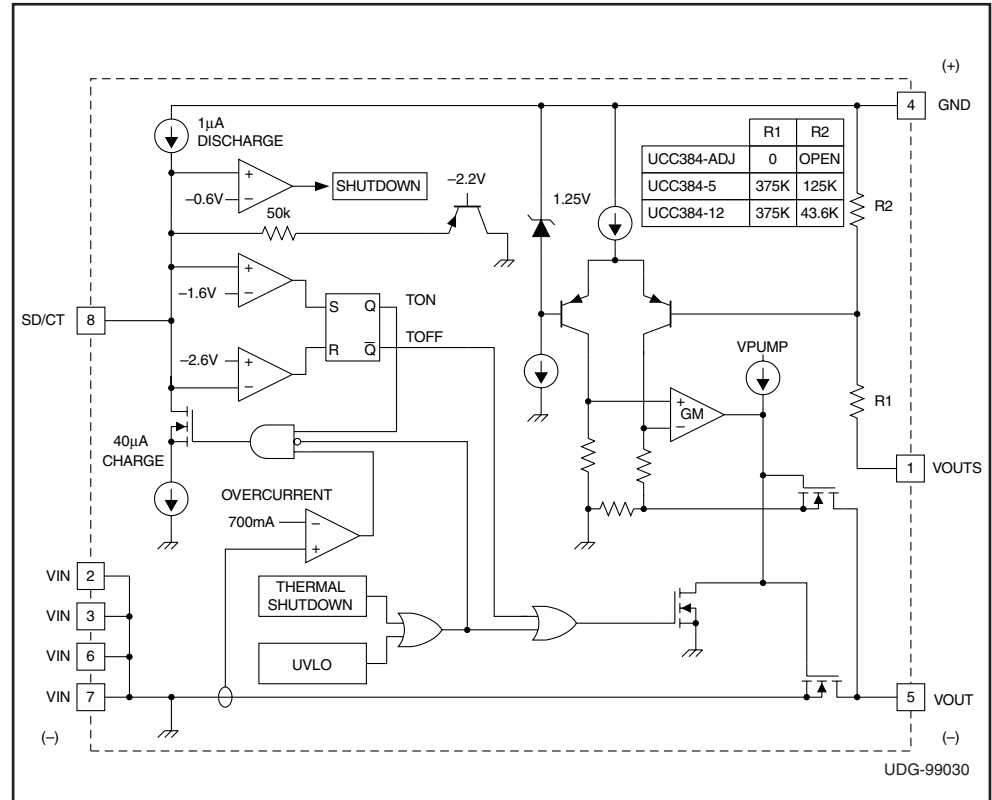 (+)
4 GND
1µA
DISCHARGE
R1 R2
UCC384-ADJ 0 OPEN
UCC384-5 375K 125K
UCC384-12 375K 43.6K
+
–0.6V –
SHUTDOWN
–2.2V
1.25V
50k
R2
+
–1.6V –
S Q TON
SD/CT 8
R Q̅ TOFF
–2.6V +
–
VPUMP
+
GM
–
R1
40µA
CHARGE
1 VOUTS
OVERCURRENT
700mA –
+
VIN 2
THERMAL
SHUTDOWN
VIN 3
VIN 6
UVLO
VIN 7
5 VOUT
(–)
(–)
UDG-99030